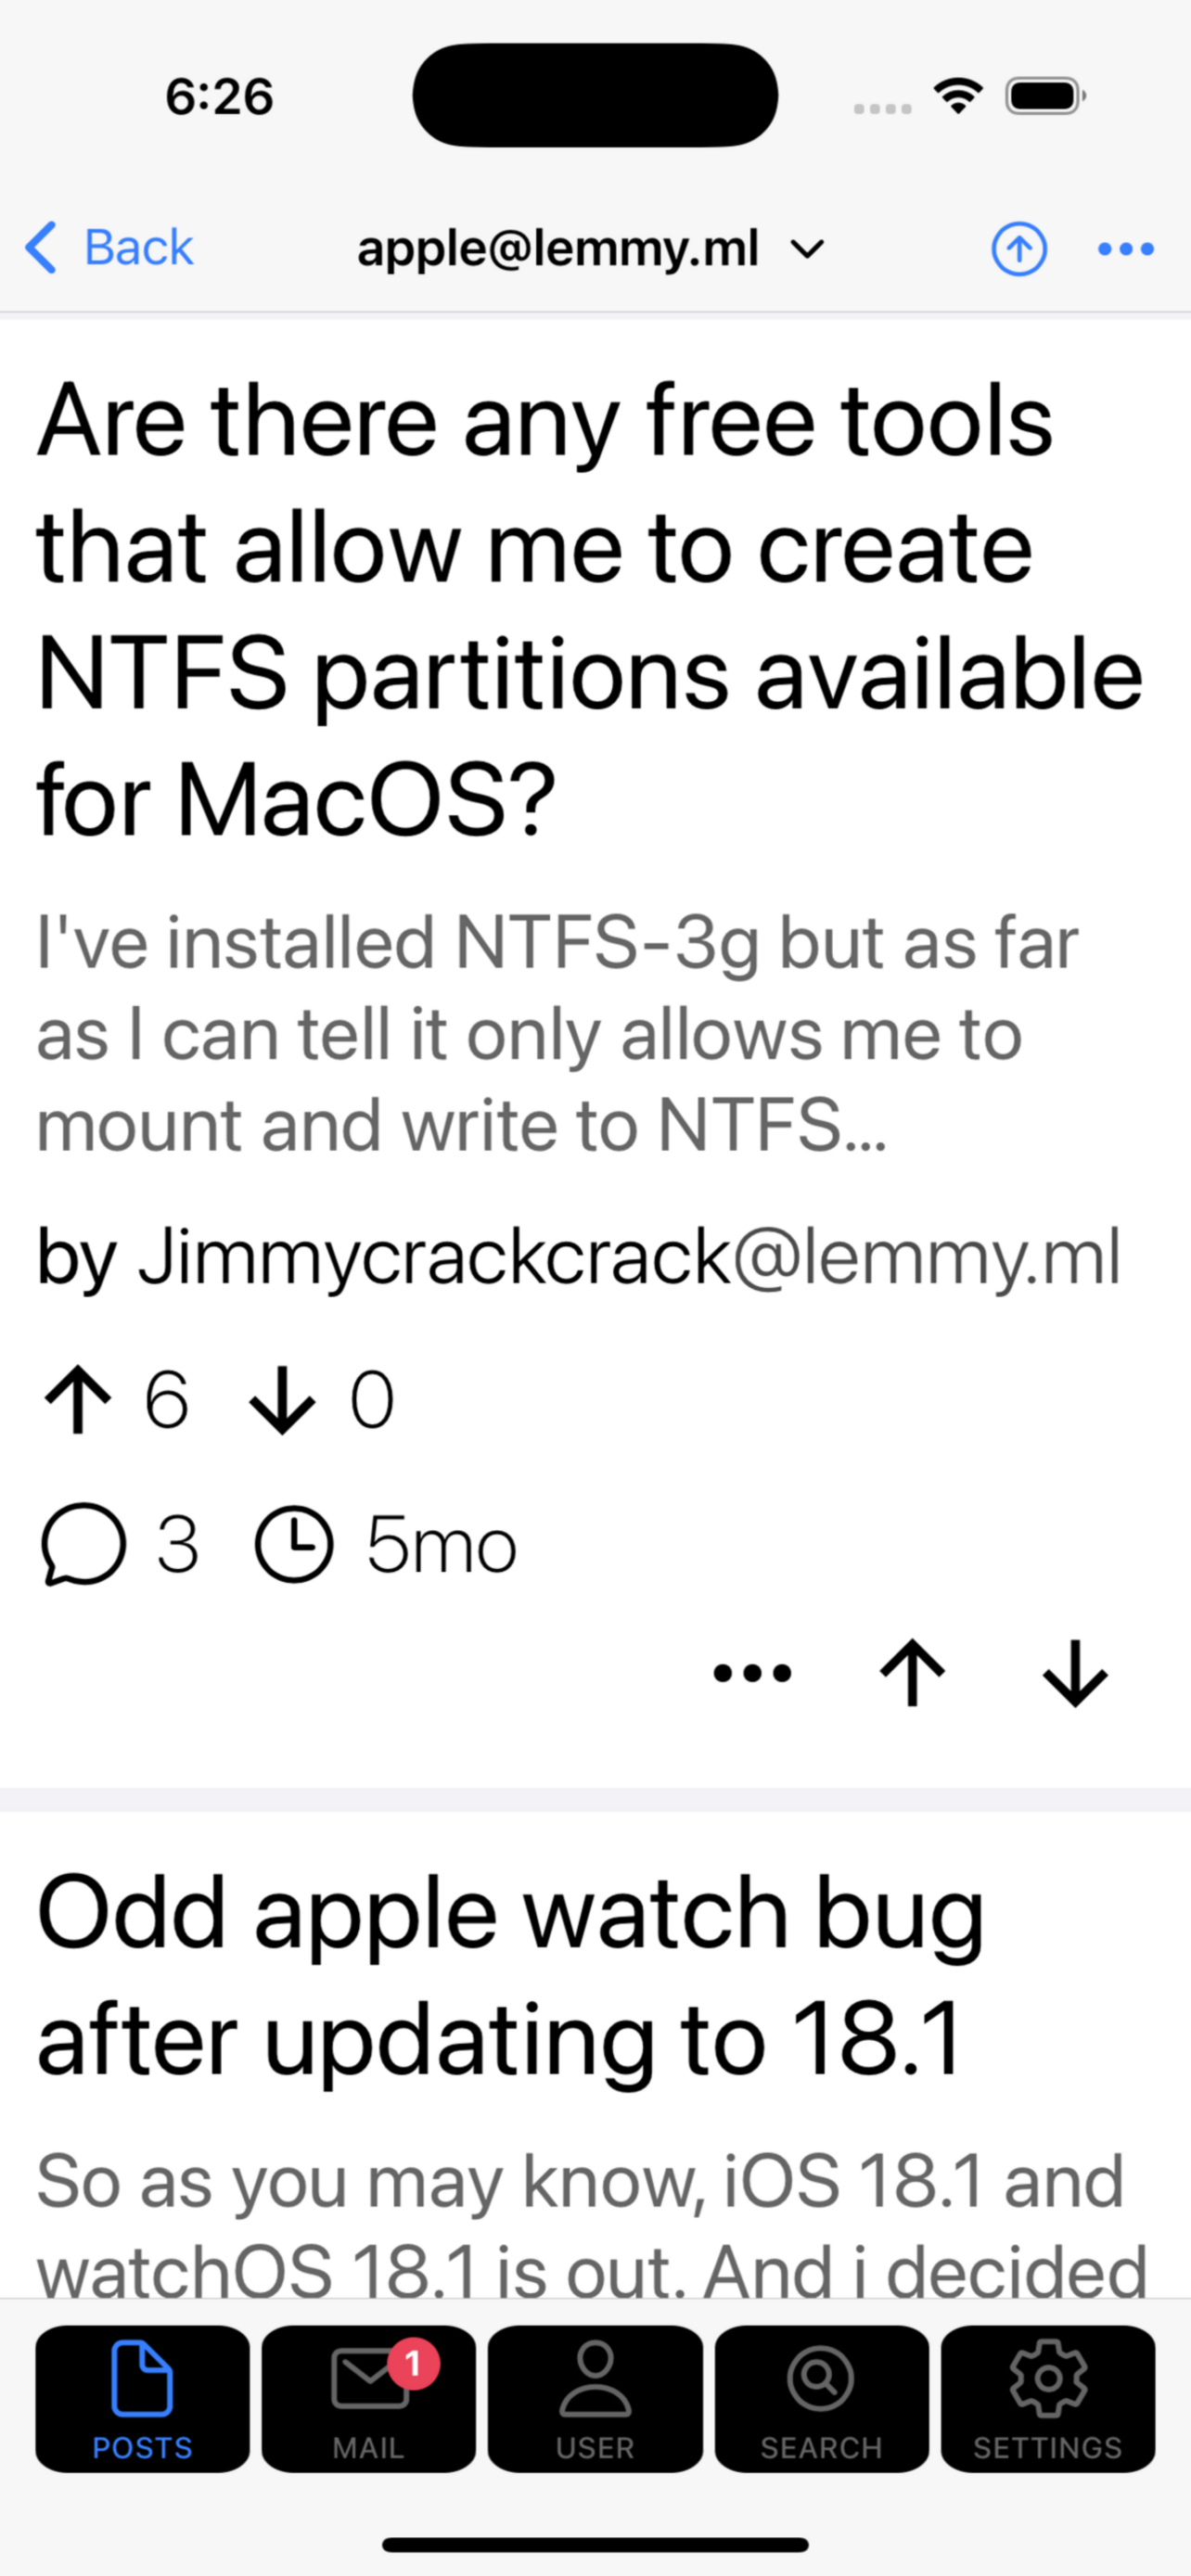 6:26
Back
apple@lemmy.ml
Are there any free tools
that allow me to create
NTFS partitions available
for MacOS?
I've installed NTFS-3g but as far
as I can tell it only allows me to
mount and write to NTFS...
by Jimmycrackcrack@lemmy.ml
6 0
3 5mo
Odd apple watch bug
after updating to 18.1
So as you may know, iOS 18.1 and
watchOS 18.1 is out. And i decided
1
POSTS MAIL USER SEARCH SETTINGS